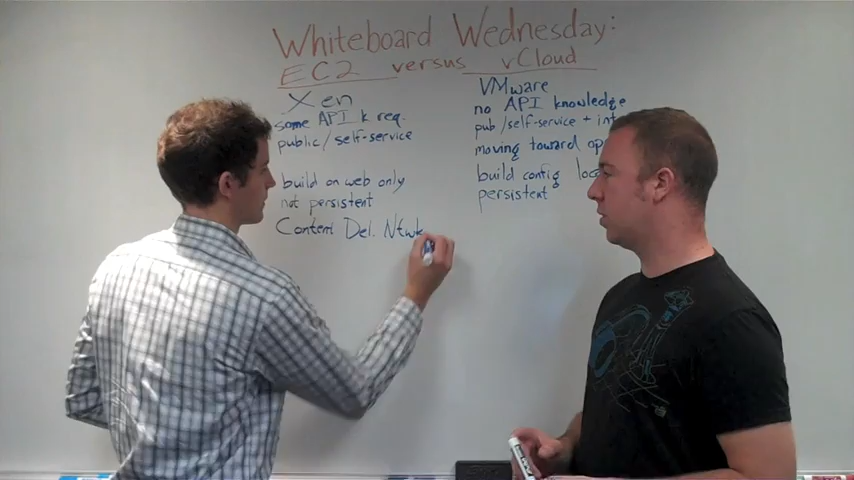 Whiteboard Wednesday:
EC2 versus vCloud
Xen
some API k req.
public/self-service
build on web only
not persistent
Content Del. Ntwk
VMware
no API knowledge
pub/self-service + int
moving toward op
build config loc
persistent